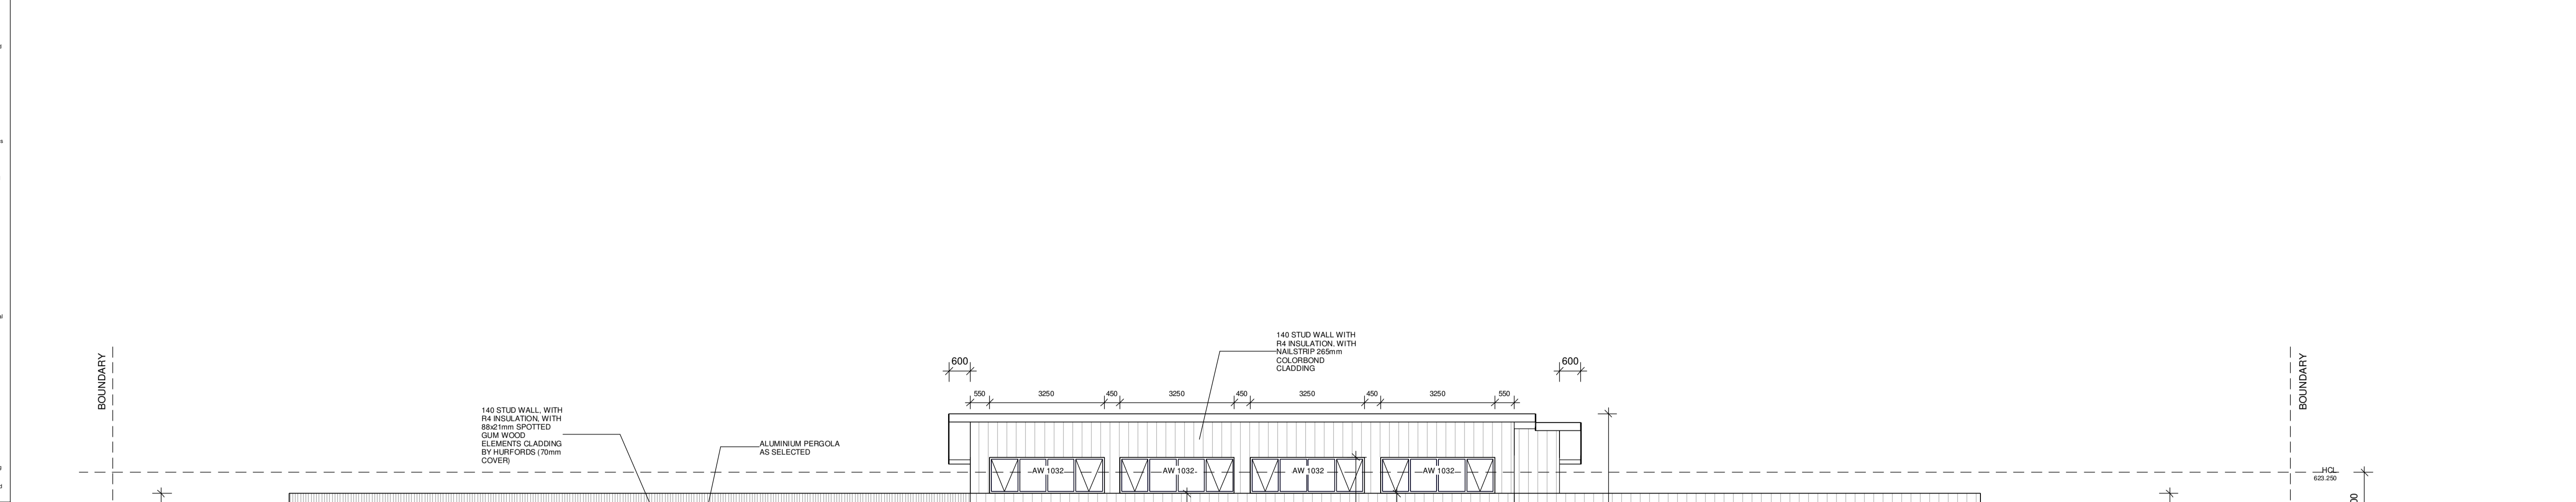 140 STUD WALL WITH
R4 INSULATION, WITH
NAILSTRIP 265mm
COLORBOND
CLADDING
BOUNDARY
BOUNDARY
600
600
550
3250
450
3250
450
3250
450
3250
550
140 STUD WALL, WITH
R4 INSULATION, WITH
88x21mm SPOTTED
GUM WOOD
ELEMENTS CLADDING
BY HURFORDS (70mm
COVER)
ALUMINIUM PERGOLA
AS SELECTED
AW 1032
AW 1032
AW 1032
AW 1032
HCL
623.250